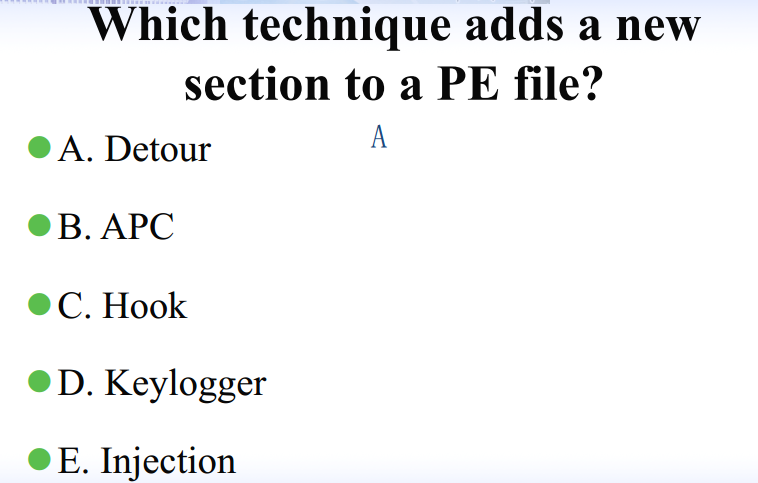 Which technique adds a new
section to a PE file?
A
A. Detour
B. APC
C. Hook
D. Keylogger
E. Injection